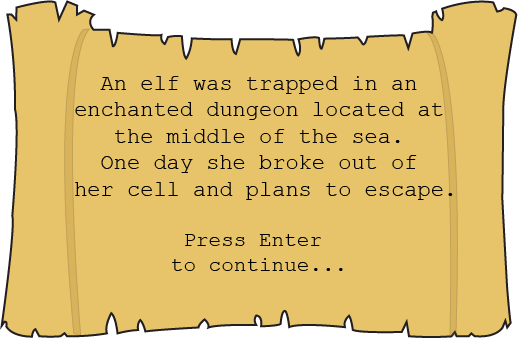 An elf was trapped in an
enchanted dungeon located at
the middle of the sea.
One day she broke out of
her cell and plans to escape.
Press Enter
to continue...